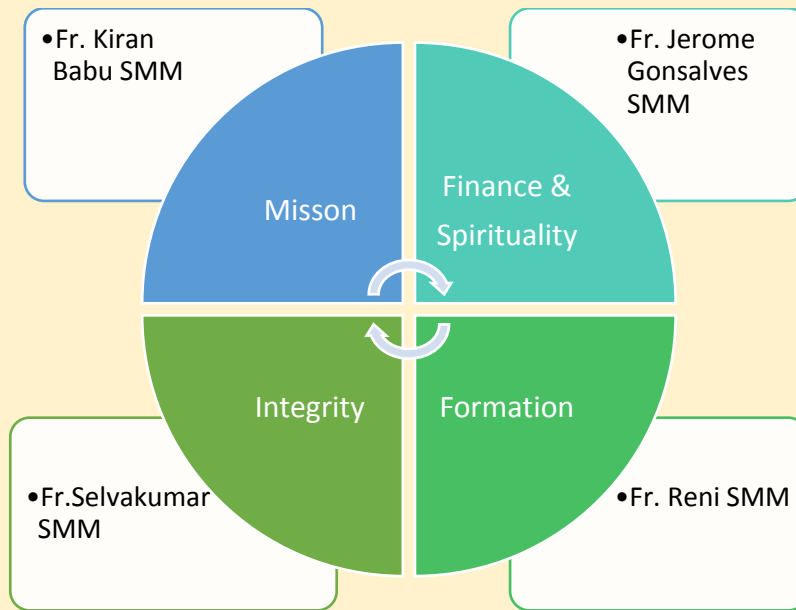 •Fr. Kiran
Babu SMM
•Fr. Jerome
Gonsalves
SMM
Misson
Finance &
Spirituality
Integrity
Formation
•Fr.Selvakumar
SMM
•Fr. Reni SMM